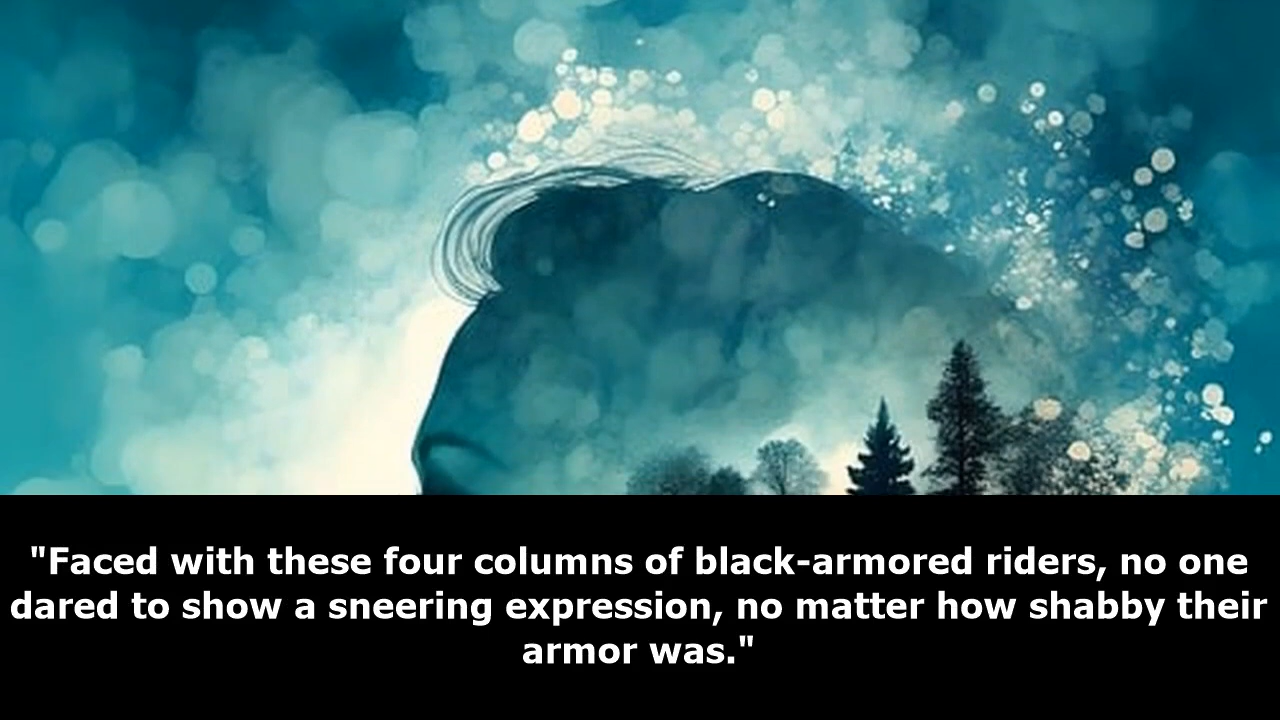 "Faced with these four columns of black-armored riders, no one
dared to show a sneering expression, no matter how shabby their
armor was."